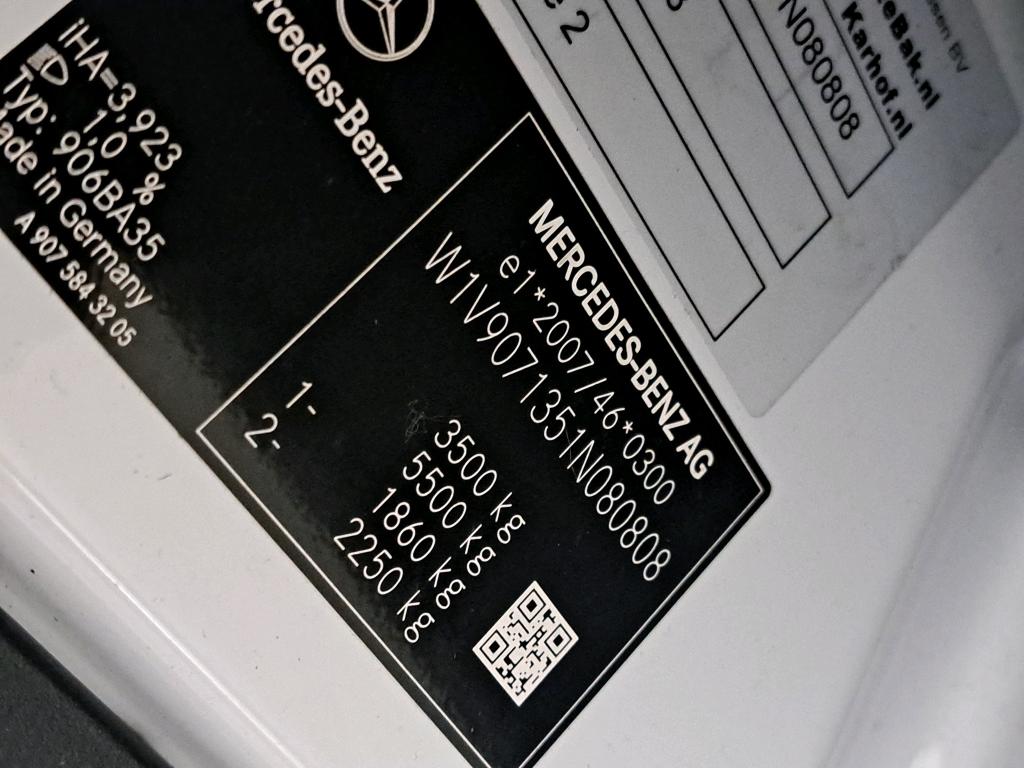 MERCEDES-BENZ AG
e1*2007/46*0300
W1V9071351N080808
3500 kg
5500 kg
1- 1860 kg
2- 2250 kg
rcedes-Benz
iHA=3,923
1,0 %
Typ: 906BA35
ade in Germany
A 907 584 32 05
2
N080808
Karhof.nl
eBak.nl
BV